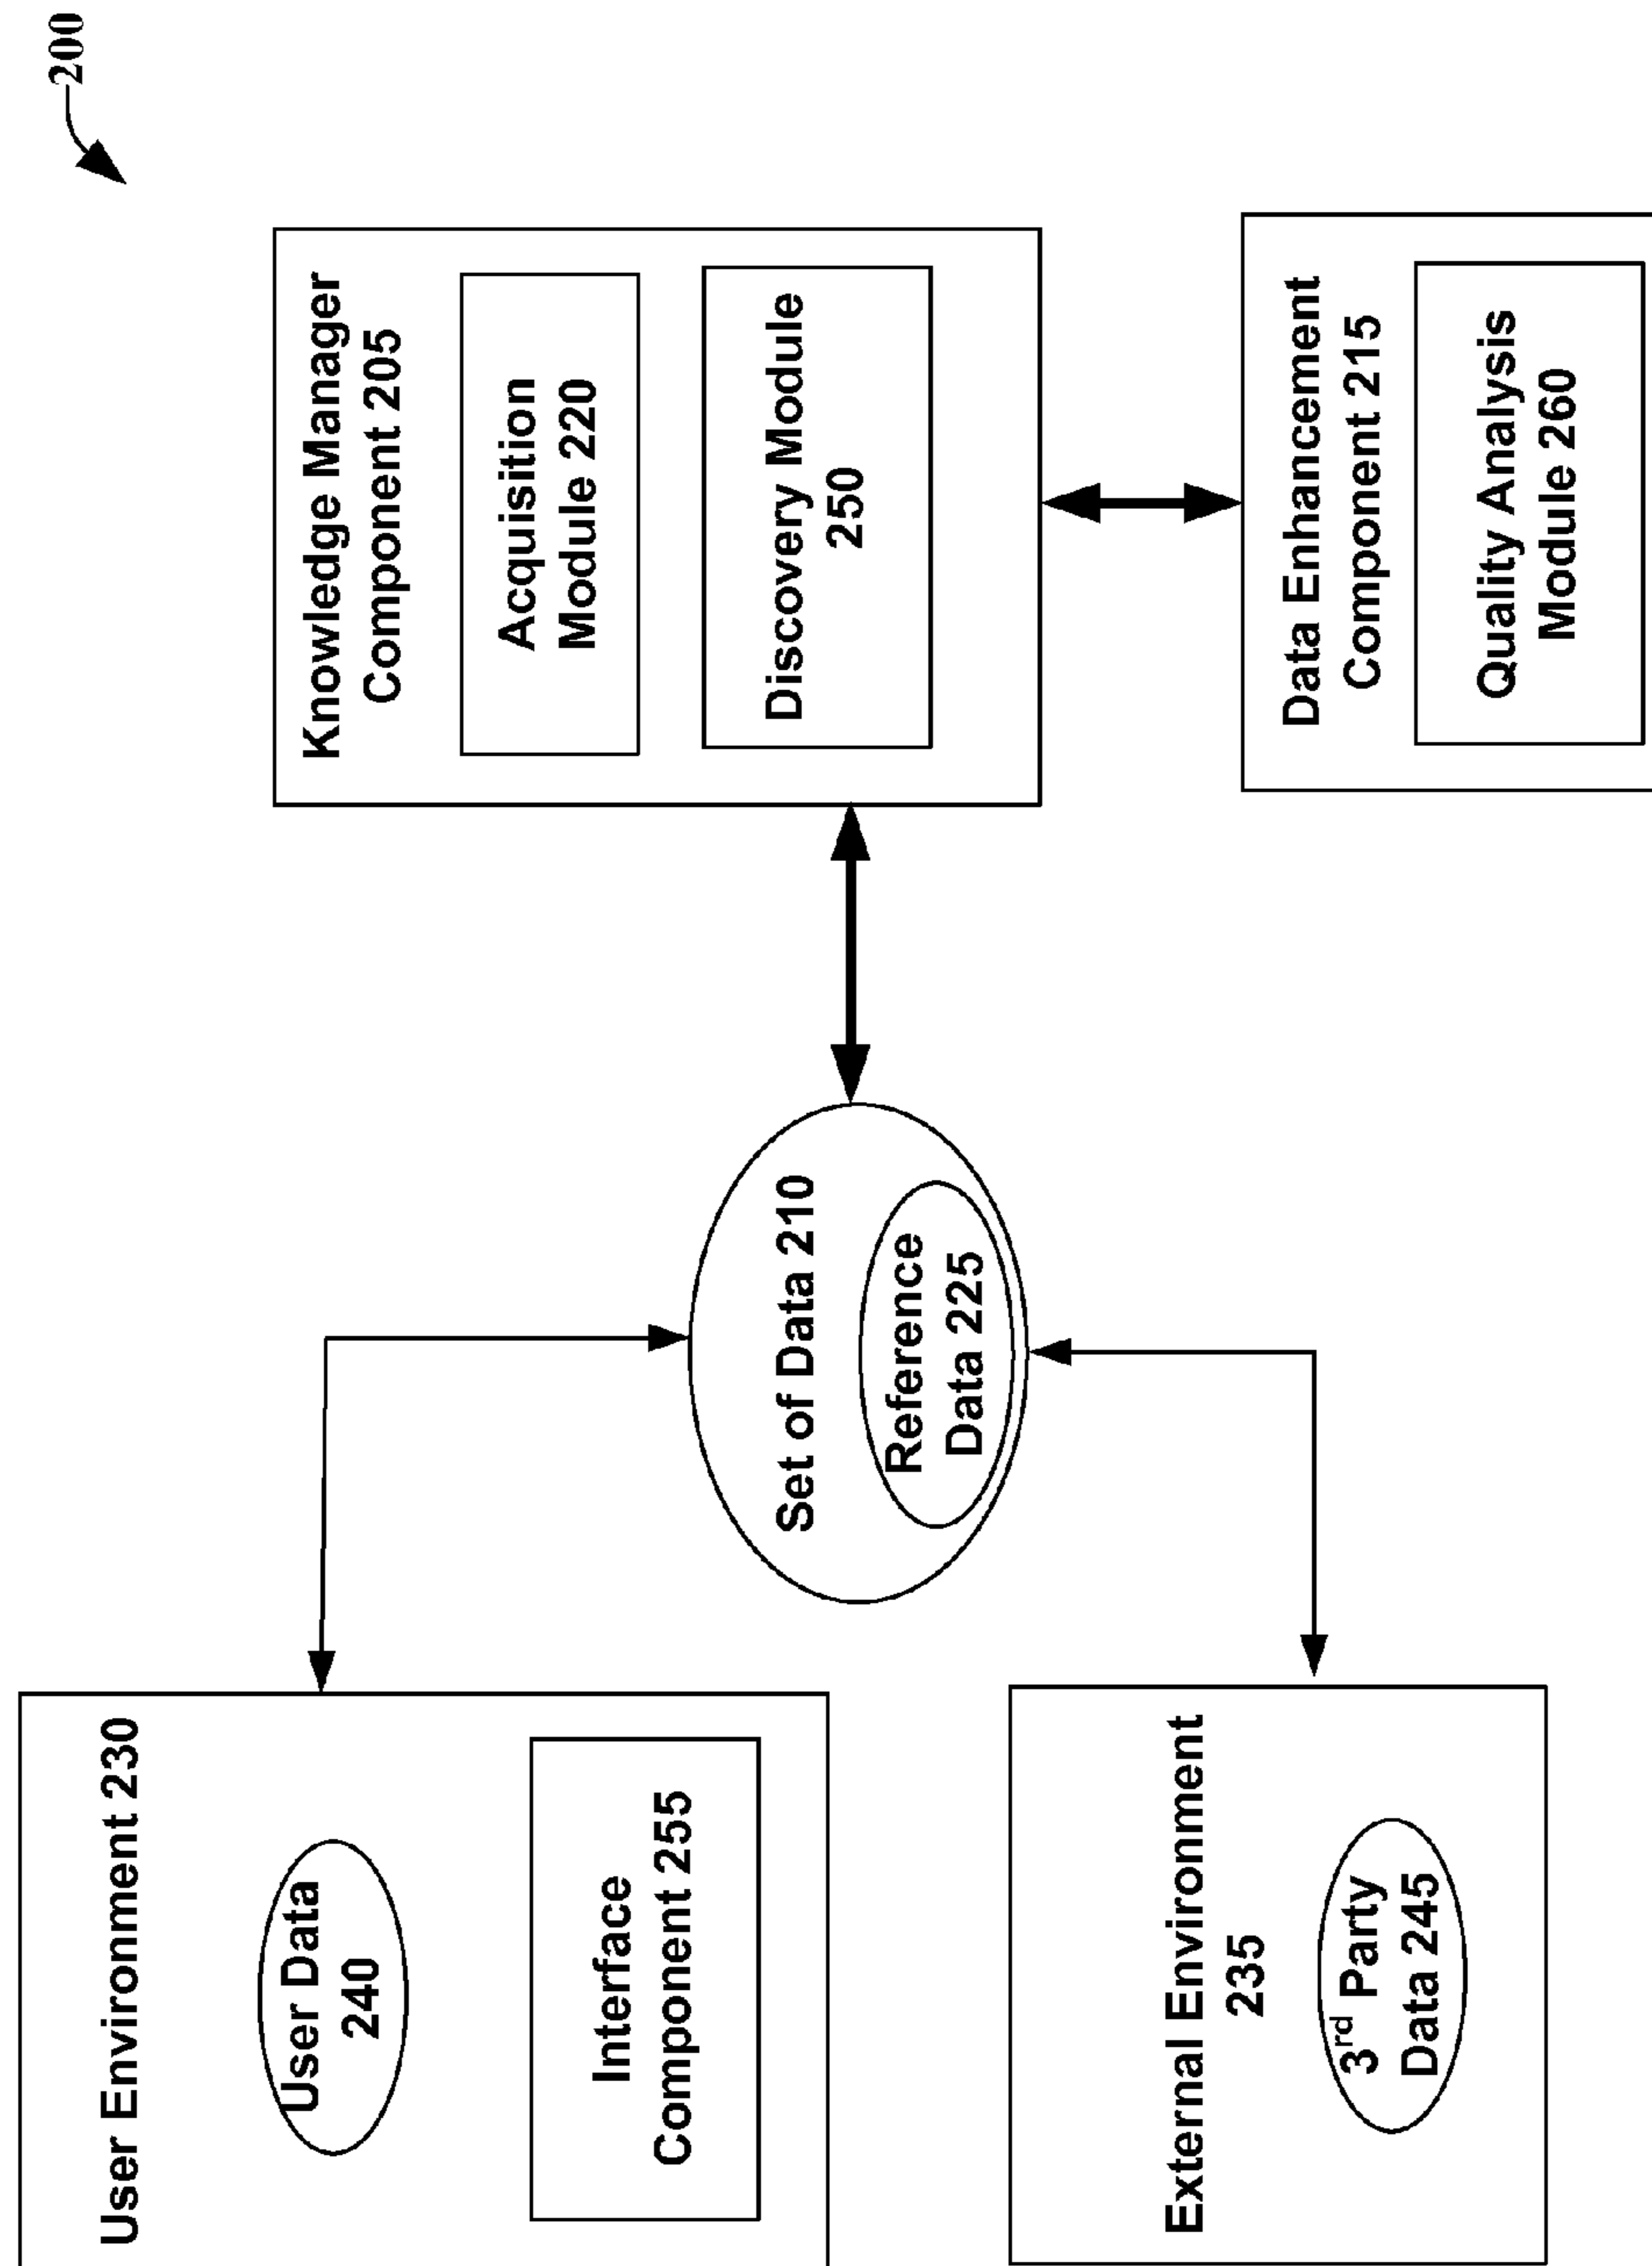 200
User Environment 230
User Data
240
Interface
Component 255
External Environment
235
3rd Party
Data 245
Set of Data 210
Reference
Data 225
Knowledge Manager
Component 205
Acquisition
Module 220
Discovery Module
250
Data Enhancement
Component 215
Quality Analysis
Module 260